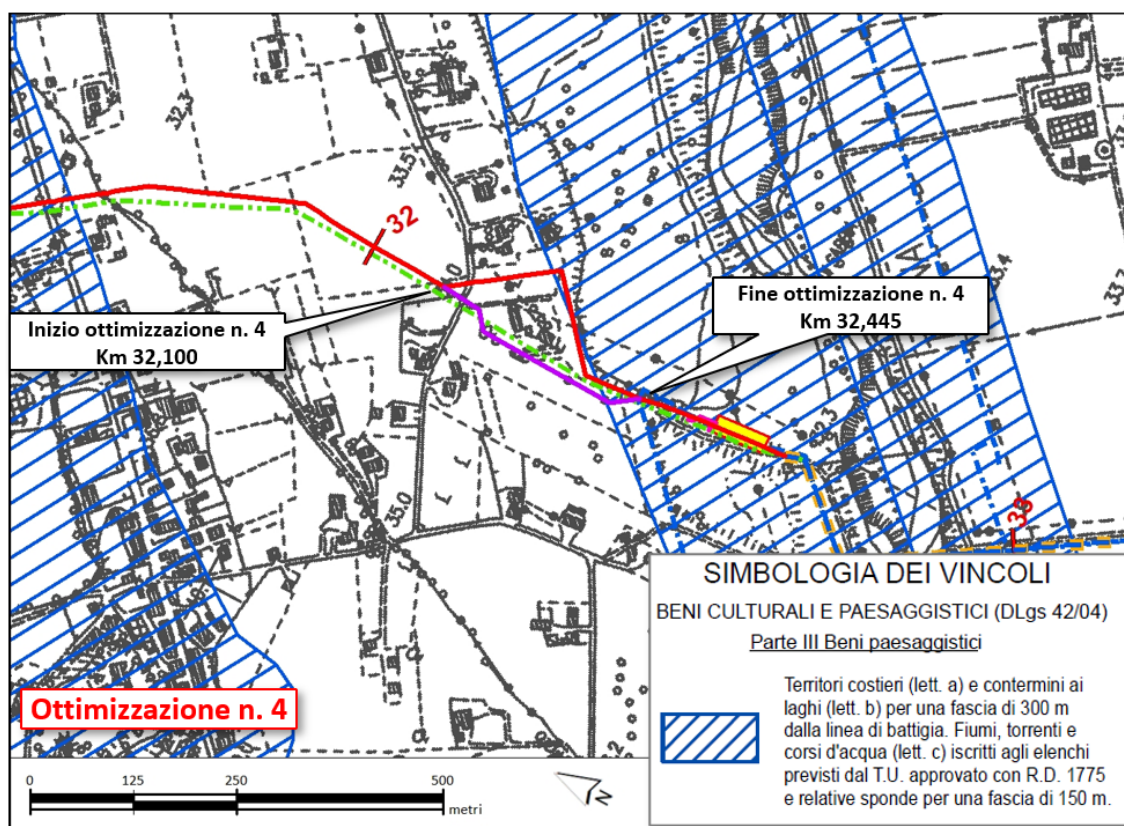 32,3
33,5
32
Inizio ottimizzazione n. 4
Km 32,100
Fine ottimizzazione n. 4
Km 32,445
35.0
33
Ottimizzazione n. 4
0 125 250 500
metri
N
SIMBOLOGIA DEI VINCOLI
BENI CULTURALI E PAESAGGISTICI (DLgs 42/04)
Parte III Beni paesaggistici
Territori costieri (lett. a) e contermini ai
laghi (lett. b) per una fascia di 300 m
dalla linea di battigia. Fiumi, torrenti e
corsi d'acqua (lett. c) iscritti agli elenchi
previsti dal T.U. approvato con R.D. 1775
e relative sponde per una fascia di 150 m.